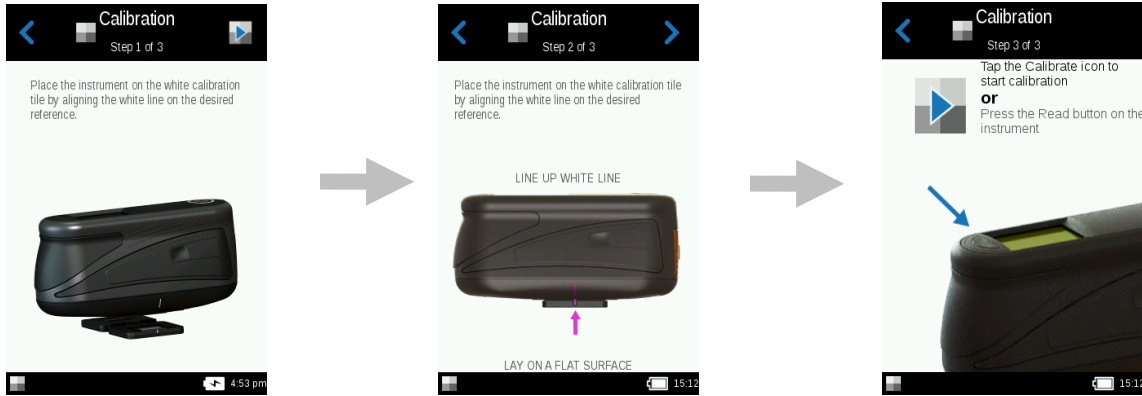 Calibration
Step 1 of 3
Place the instrument on the white calibration
tile by aligning the white line on the desired
reference.
4:53 pm
Calibration
Step 2 of 3
Place the instrument on the white calibration tile
by aligning the white line on the desired
reference.
LINE UP WHITE LINE
LAY ON A FLAT SURFACE
15:12
Calibration
Step 3 of 3
Tap the Calibrate icon to
start calibration
or
Press the Read button on the
instrument
15:12